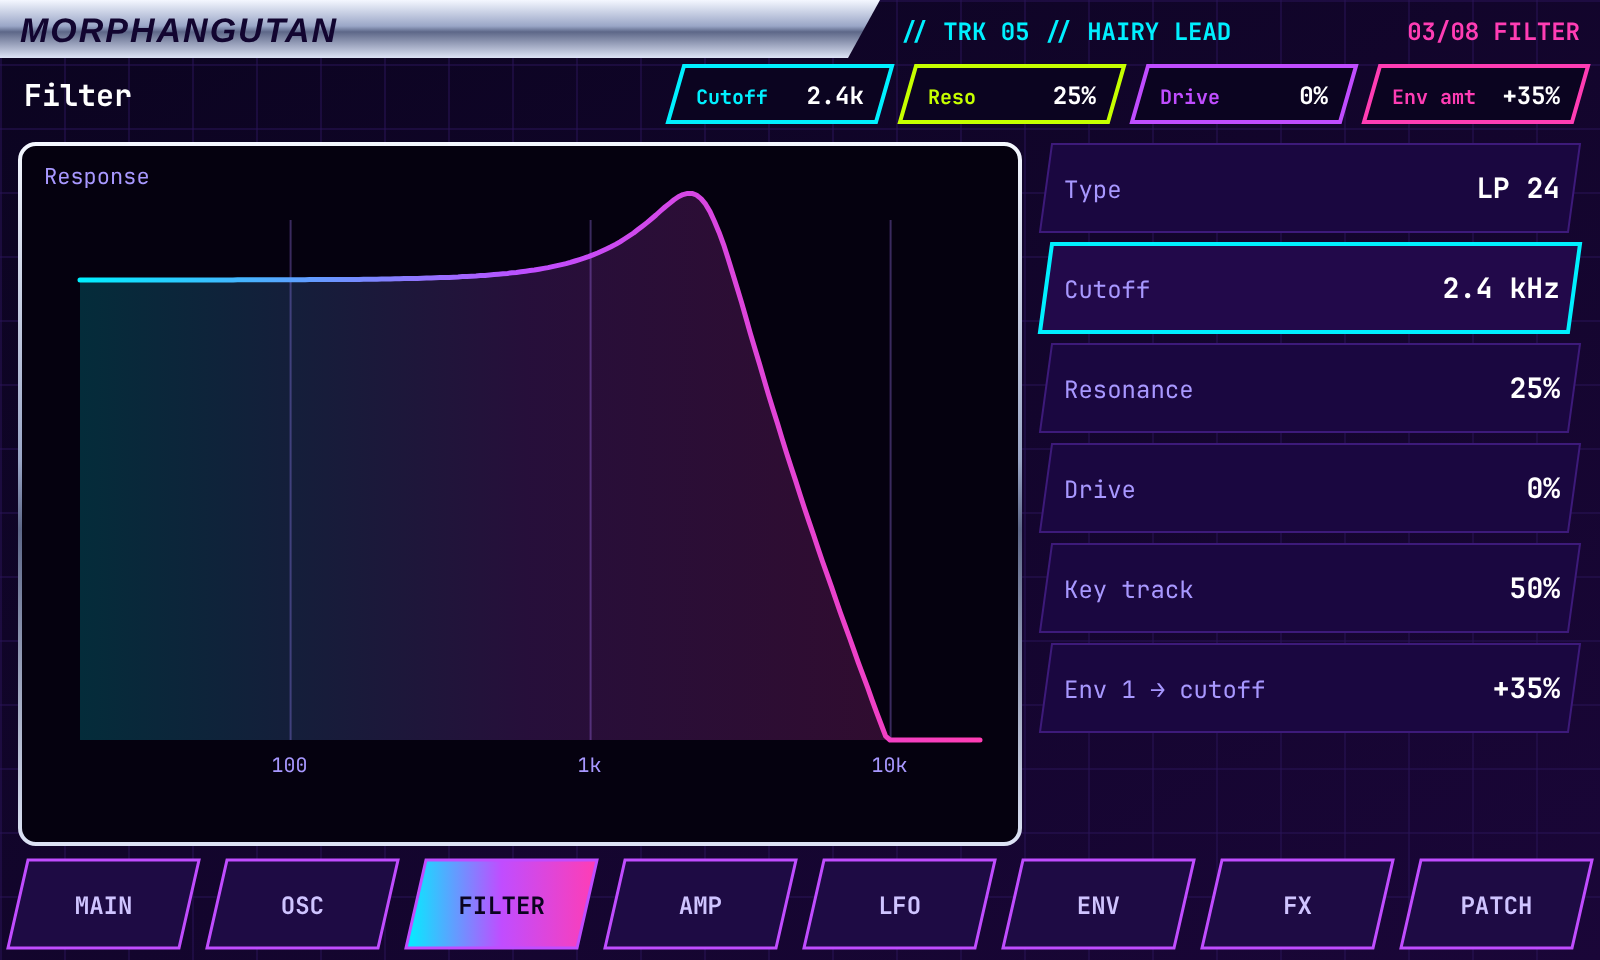 MORPHANGUTAN
// TRK 05 // HAIRY LEAD
03/08 FILTER
Filter
Cutoff 2.4k
Reso 25%
Drive 0%
Env amt +35%
Response
100 1k 10k
Type LP 24
Cutoff 2.4 kHz
Resonance 25%
Drive 0%
Key track 50%
Env 1 → cutoff +35%
MAIN OSC FILTER AMP LFO ENV FX PATCH